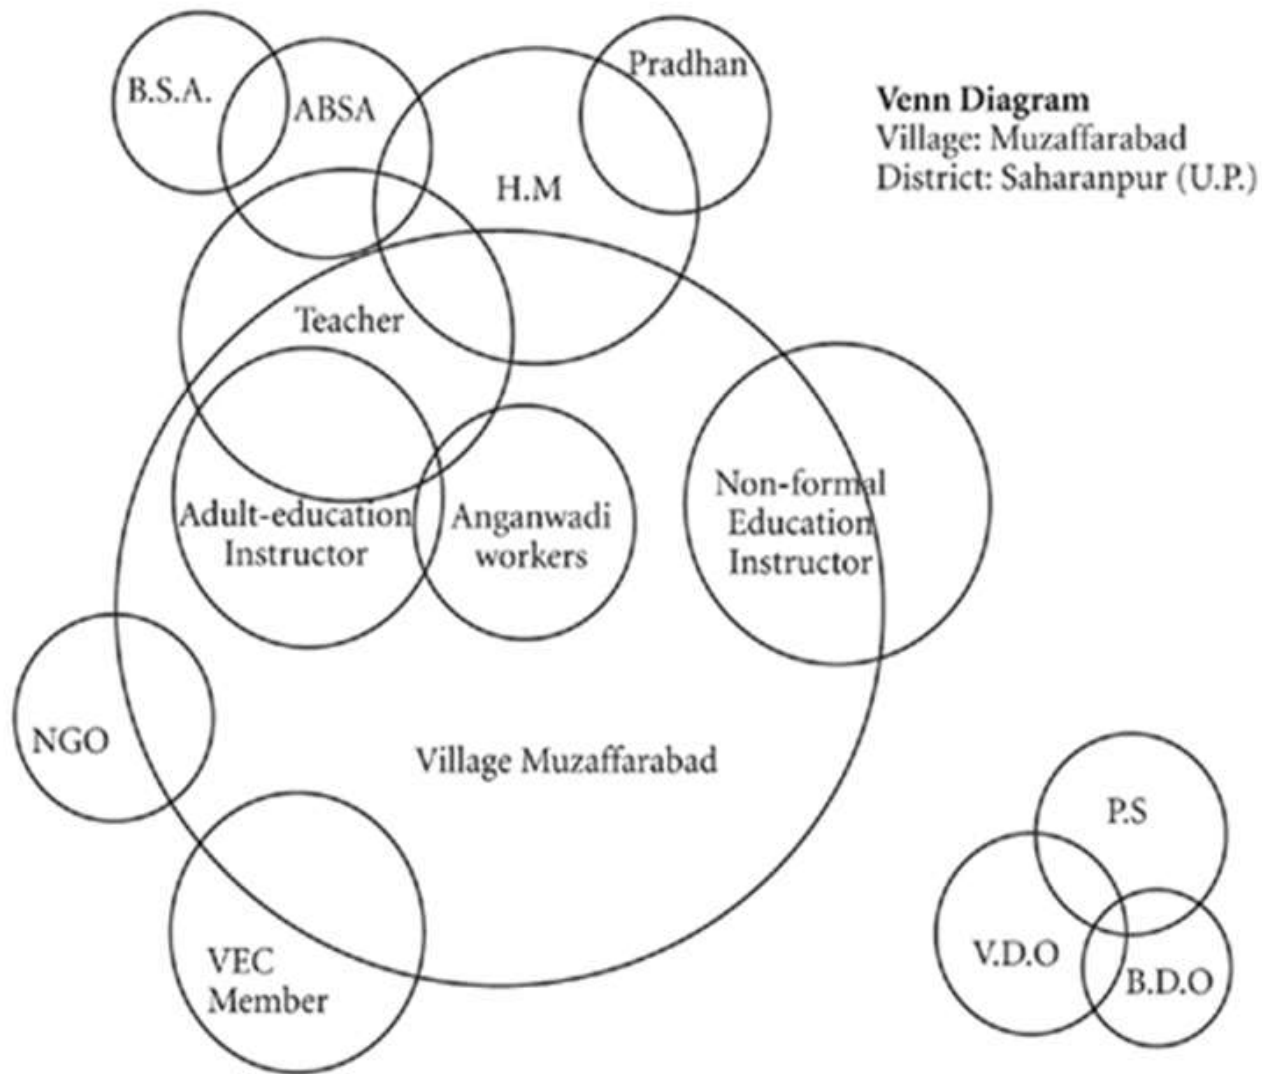 B.S.A.
ABSA
H.M
Pradhan
Venn Diagram
Village: Muzaffarabad
District: Saharanpur (U.P.)
Teacher
Adult-education
Instructor
Anganwadi
workers
Non-formal
Education
Instructor
NGO
Village Muzaffarabad
VEC
Member
P.S
V.D.O
B.D.O